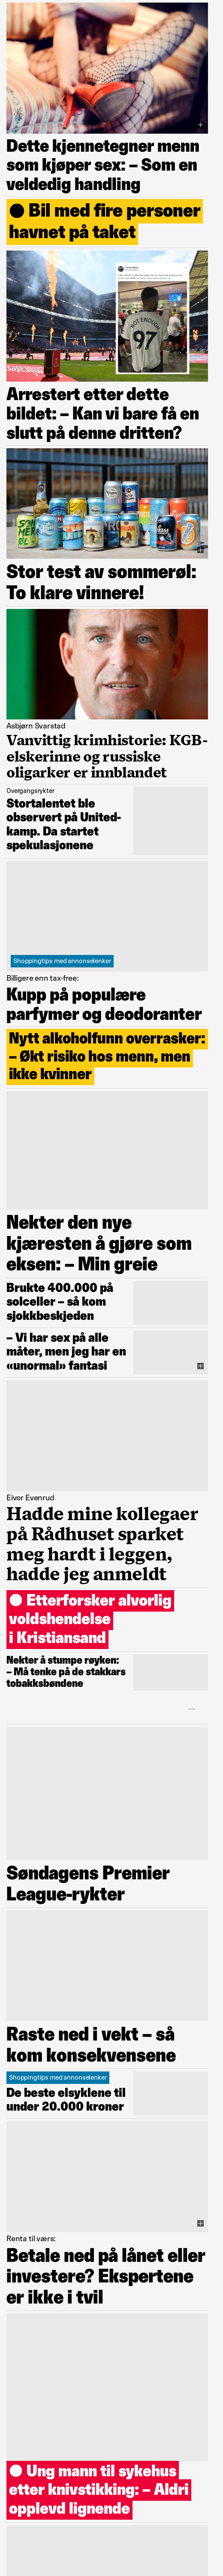 Dette kjennetegner menn
som kjøper sex: – Som en
veldedig handling
Bil med fire personer
havnet på taket
NOT ENOUGH
97
Arrestert etter dette
bildet: – Kan vi bare få en
slutt på denne dritten?
Stor test av sommerøl:
To klare vinnere!
Asbjørn Svarstad
Vanvittig krimhistorie: KGB-
elskerinne og russiske
oligarker er innblandet
Overgangsrykter
Stortalentet ble
observert på United-
kamp. Da startet
spekulasjonene
Shoppingtips med annonselenker
Billigere enn tax-free:
Kupp på populære
parfymer og deodoranter
Nytt alkoholfunn overrasker:
– Økt risiko hos menn, men
ikke kvinner
Nekter den nye
kjæresten å gjøre som
eksen: – Min greie
Brukte 400.000 på
solceller – så kom
sjokkbeskjeden
– Vi har sex på alle
måter, men jeg har en
«unormal» fantasi
Eivor Evenrud
Hadde mine kollegaer
på Rådhuset sparket
meg hardt i leggen,
hadde jeg anmeldt
Etterforsker alvorlig
voldshendelse
i Kristiansand
Nekter å stumpe røyken:
– Må tenke på de stakkars
tobakksbøndene
Søndagens Premier
League-rykter
Raste ned i vekt – så
kom konsekvensene
Shoppingtips med annonselenker
De beste elsyklene til
under 20.000 kroner
Renta til værs:
Betale ned på lånet eller
investere? Ekspertene
er ikke i tvil
Ung mann til sykehus
etter knivstikking: – Aldri
opplevd lignende